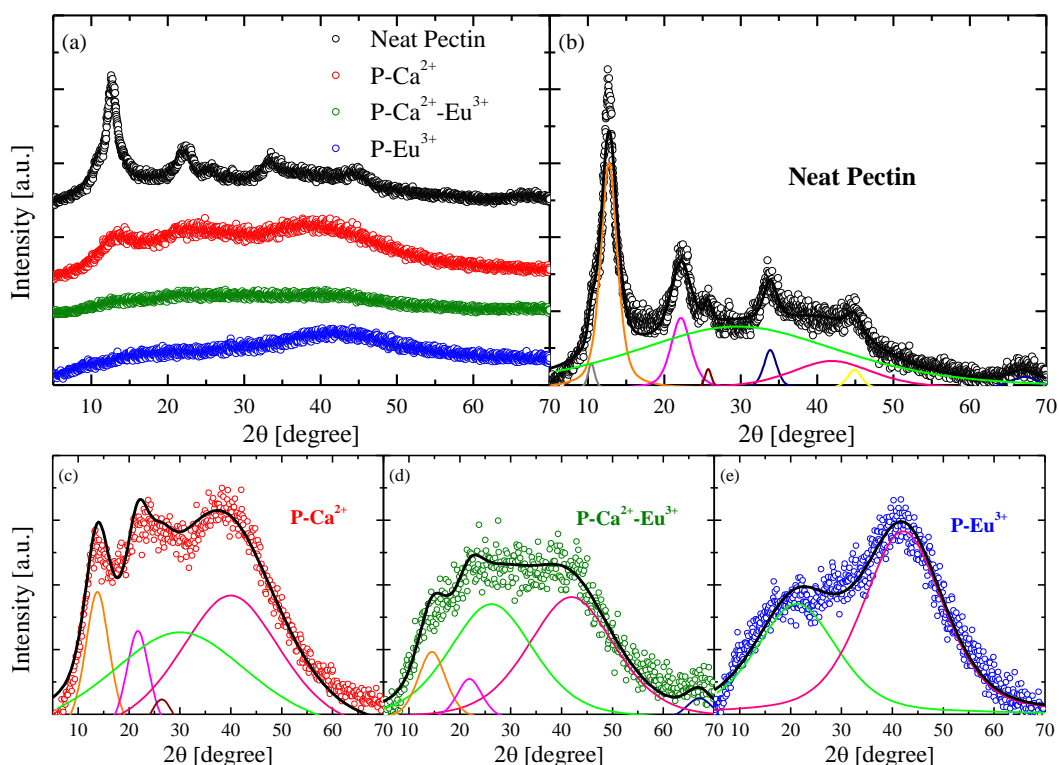 (a)
Neat Pectin
P-Ca²⁺
P-Ca²⁺-Eu³⁺
P-Eu³⁺
Intensity [a.u.]
10 20 30 40 50 60 70
2θ [degree]
(b)
Neat Pectin
10 20 30 40 50 60 70
2θ [degree]
(c)
P-Ca²⁺
Intensity [a.u.]
10 20 30 40 50 60 70
2θ [degree]
(d)
P-Ca²⁺-Eu³⁺
10 20 30 40 50 60 70
2θ [degree]
(e)
P-Eu³⁺
10 20 30 40 50 60 70
2θ [degree]